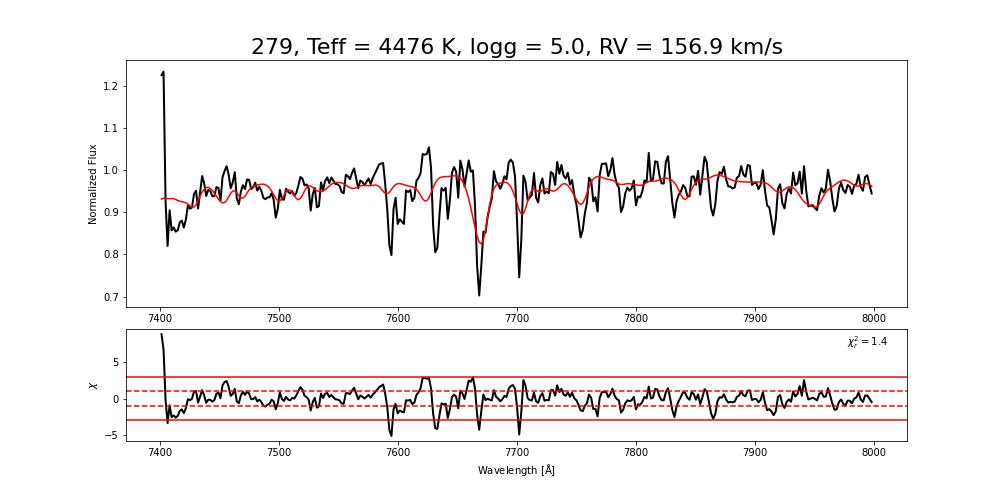 279, Teff = 4476 K, logg = 5.0, RV = 156.9 km/s
Normalized Flux
1.2
1.1
1.0
0.9
0.8
0.7
7400 7500 7600 7700 7800 7900 8000
χ
5
0
−5
χ²ᵣ = 1.4
7400 7500 7600 7700 7800 7900 8000
Wavelength [Å]